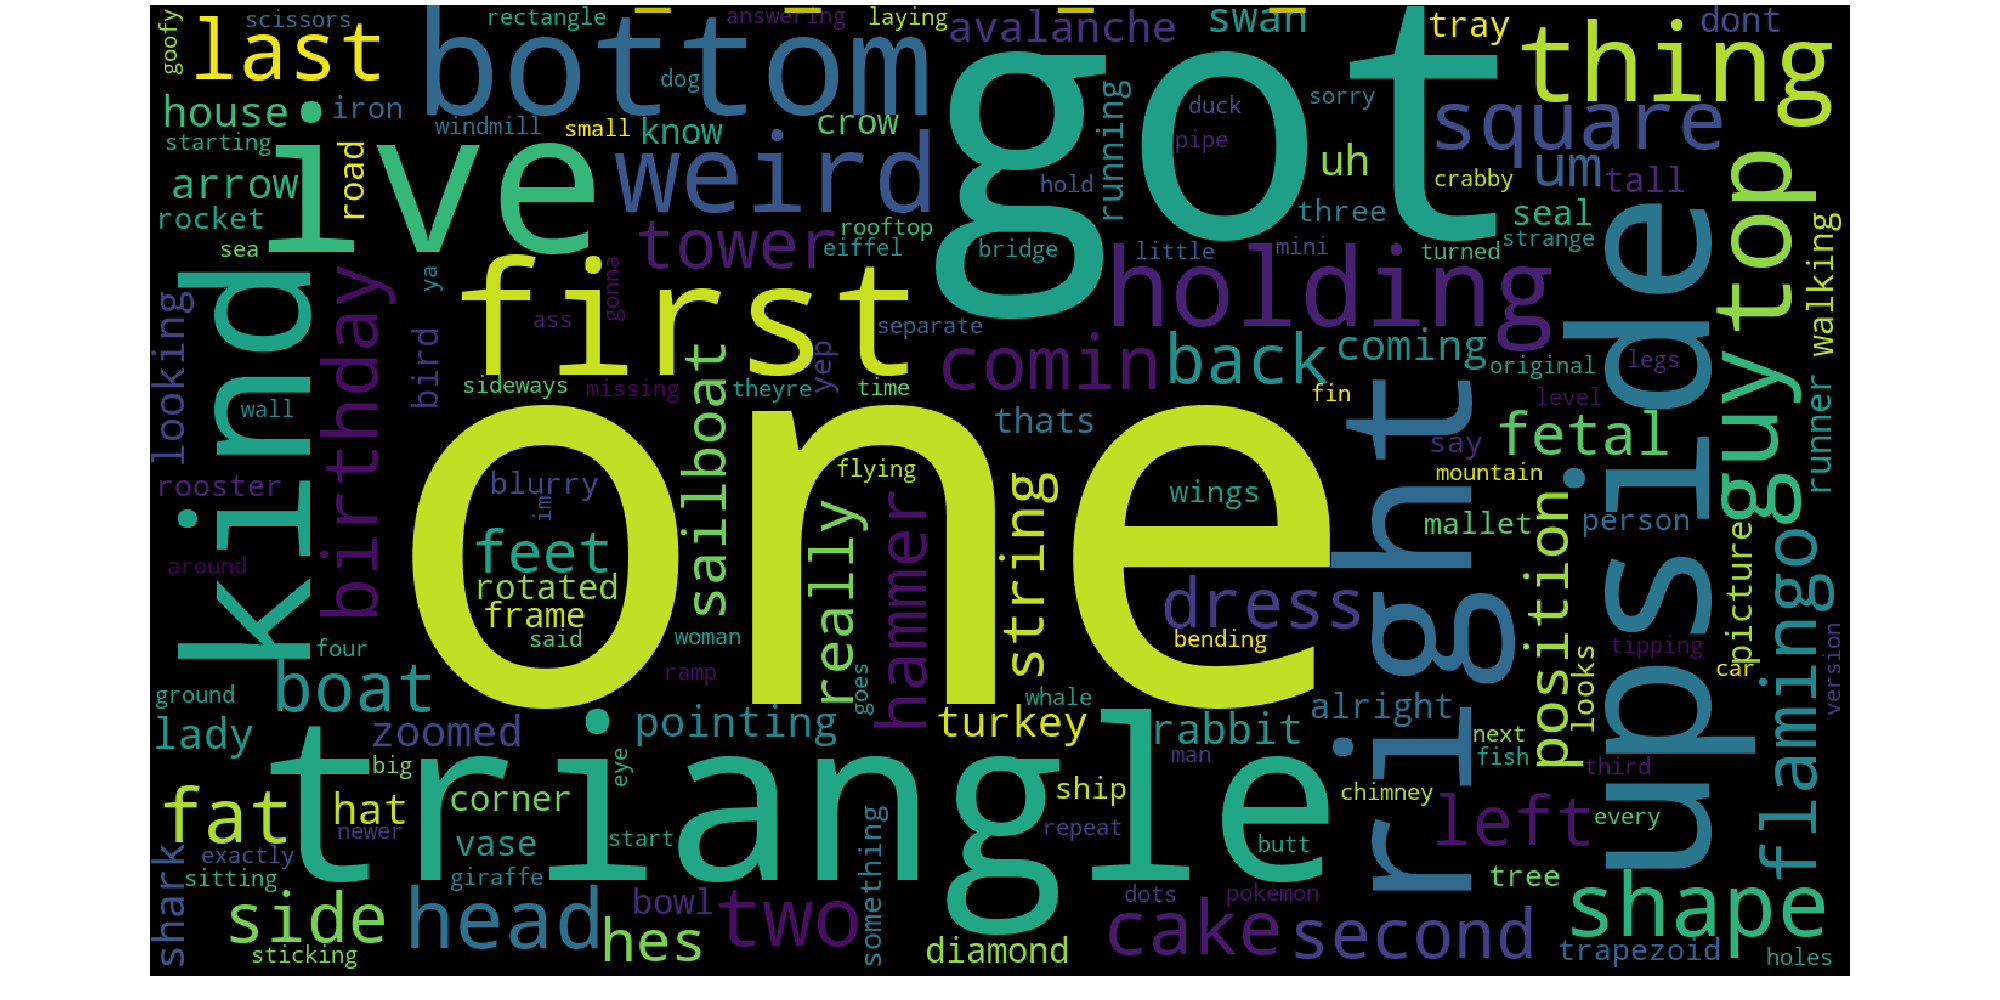 goofy
scissors
last
rectangle
answering
laying
bottom
avalanche
swan
tray
dont
thing
got
dog
house
iron
windmill
small
know
crow
running
duck
sorry
square
starting
ive
weird
pipe
uh
um
tall
arrow
road
hold
crabby
top
rocket
sea
tower
rooftop
eiffel
bridge
little
three
mini
seal
strange
turned
upside
guy
walking
kind
looking
birthday
ya
first
gonna
holding
ass
separate
bird
comin
back
coming
original
legs
sideways
missing
sailboat
theyre
yep
time
fin
level
runner
wall
one
thats
right
say
fetal
rooster
blurry
im
flying
wings
mountain
mallet
person
picture
feet
really
hammer
string
position
flamingo
around
rotated
frame
said
woman
dress
bending
tipping
looks
car
version
four
ramp
goes
whale
ground
boat
lady
zoomed
pointing
turkey
rabbit
alright
next
fish
third
triangle
man
big
eye
fat
hat
corner
ship
chimney
left
every
newer
vase
start
repeat
butt
shark
exactly
sitting
giraffe
something
tree
side
head
bowl
hes
two
dots
pokemon
cake
second
shape
sticking
diamond
trapezoid
holes